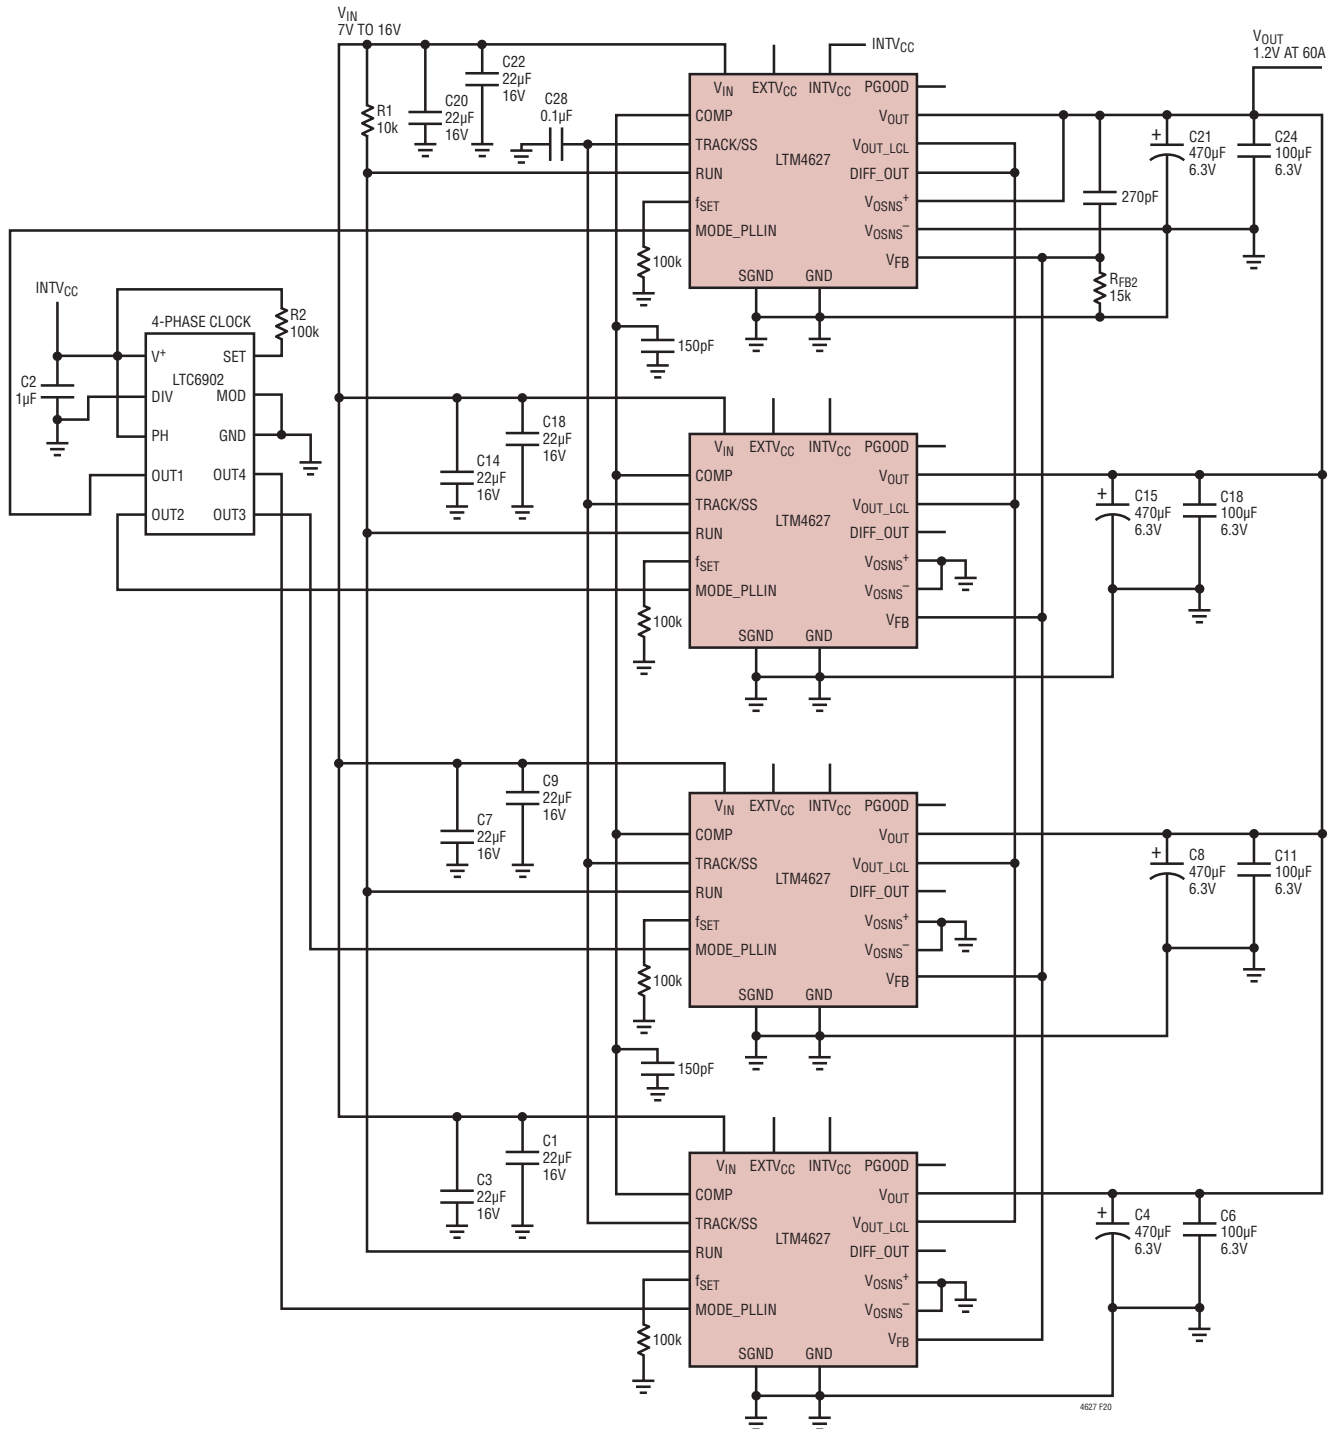 VIN
7V TO 16V
C22
22µF
16V
C20
22µF
16V
R1
10k
C28
0.1µF
INTVCC
VOUT
1.2V AT 60A
VIN
EXTVCC
INTVCC
PGOOD
COMP
VOUT
TRACK/SS
VOUT_LCL
LTM4627
RUN
DIFF_OUT
fSET
VOSNS+
MODE_PLLIN
VOSNS–
VFB
SGND
GND
100k
+
C21
470µF
6.3V
C24
100µF
6.3V
270pF
RFB2
15k
150pF
INTVCC
R2
100k
4-PHASE CLOCK
V+
SET
LTC6902
DIV
MOD
PH
GND
OUT1
OUT4
OUT2
OUT3
C2
1µF
C18
22µF
16V
C14
22µF
16V
VIN
EXTVCC
INTVCC
PGOOD
COMP
VOUT
TRACK/SS
VOUT_LCL
LTM4627
RUN
DIFF_OUT
fSET
VOSNS+
MODE_PLLIN
VOSNS–
VFB
SGND
GND
100k
+
C15
470µF
6.3V
C18
100µF
6.3V
C9
22µF
16V
C7
22µF
16V
VIN
EXTVCC
INTVCC
PGOOD
COMP
VOUT
TRACK/SS
VOUT_LCL
LTM4627
RUN
DIFF_OUT
fSET
VOSNS+
MODE_PLLIN
VOSNS–
VFB
SGND
GND
100k
+
C8
470µF
6.3V
C11
100µF
6.3V
150pF
C1
22µF
16V
C3
22µF
16V
VIN
EXTVCC
INTVCC
PGOOD
COMP
VOUT
TRACK/SS
VOUT_LCL
LTM4627
RUN
DIFF_OUT
fSET
VOSNS+
MODE_PLLIN
VOSNS–
VFB
SGND
GND
100k
+
C4
470µF
6.3V
C6
100µF
6.3V
4627 F20